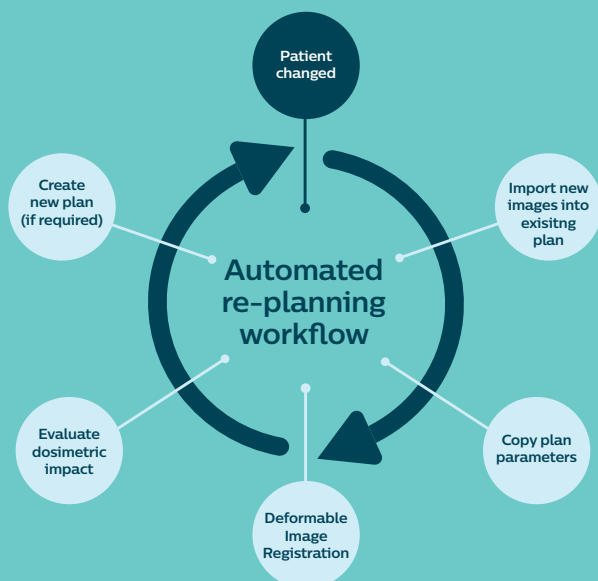 Patient
changed
Import new
images into
exisitng
plan
Copy plan
parameters
Deformable
Image
Registration
Evaluate
dosimetric
impact
Create
new plan
(if required)
Automated
re-planning
workflow